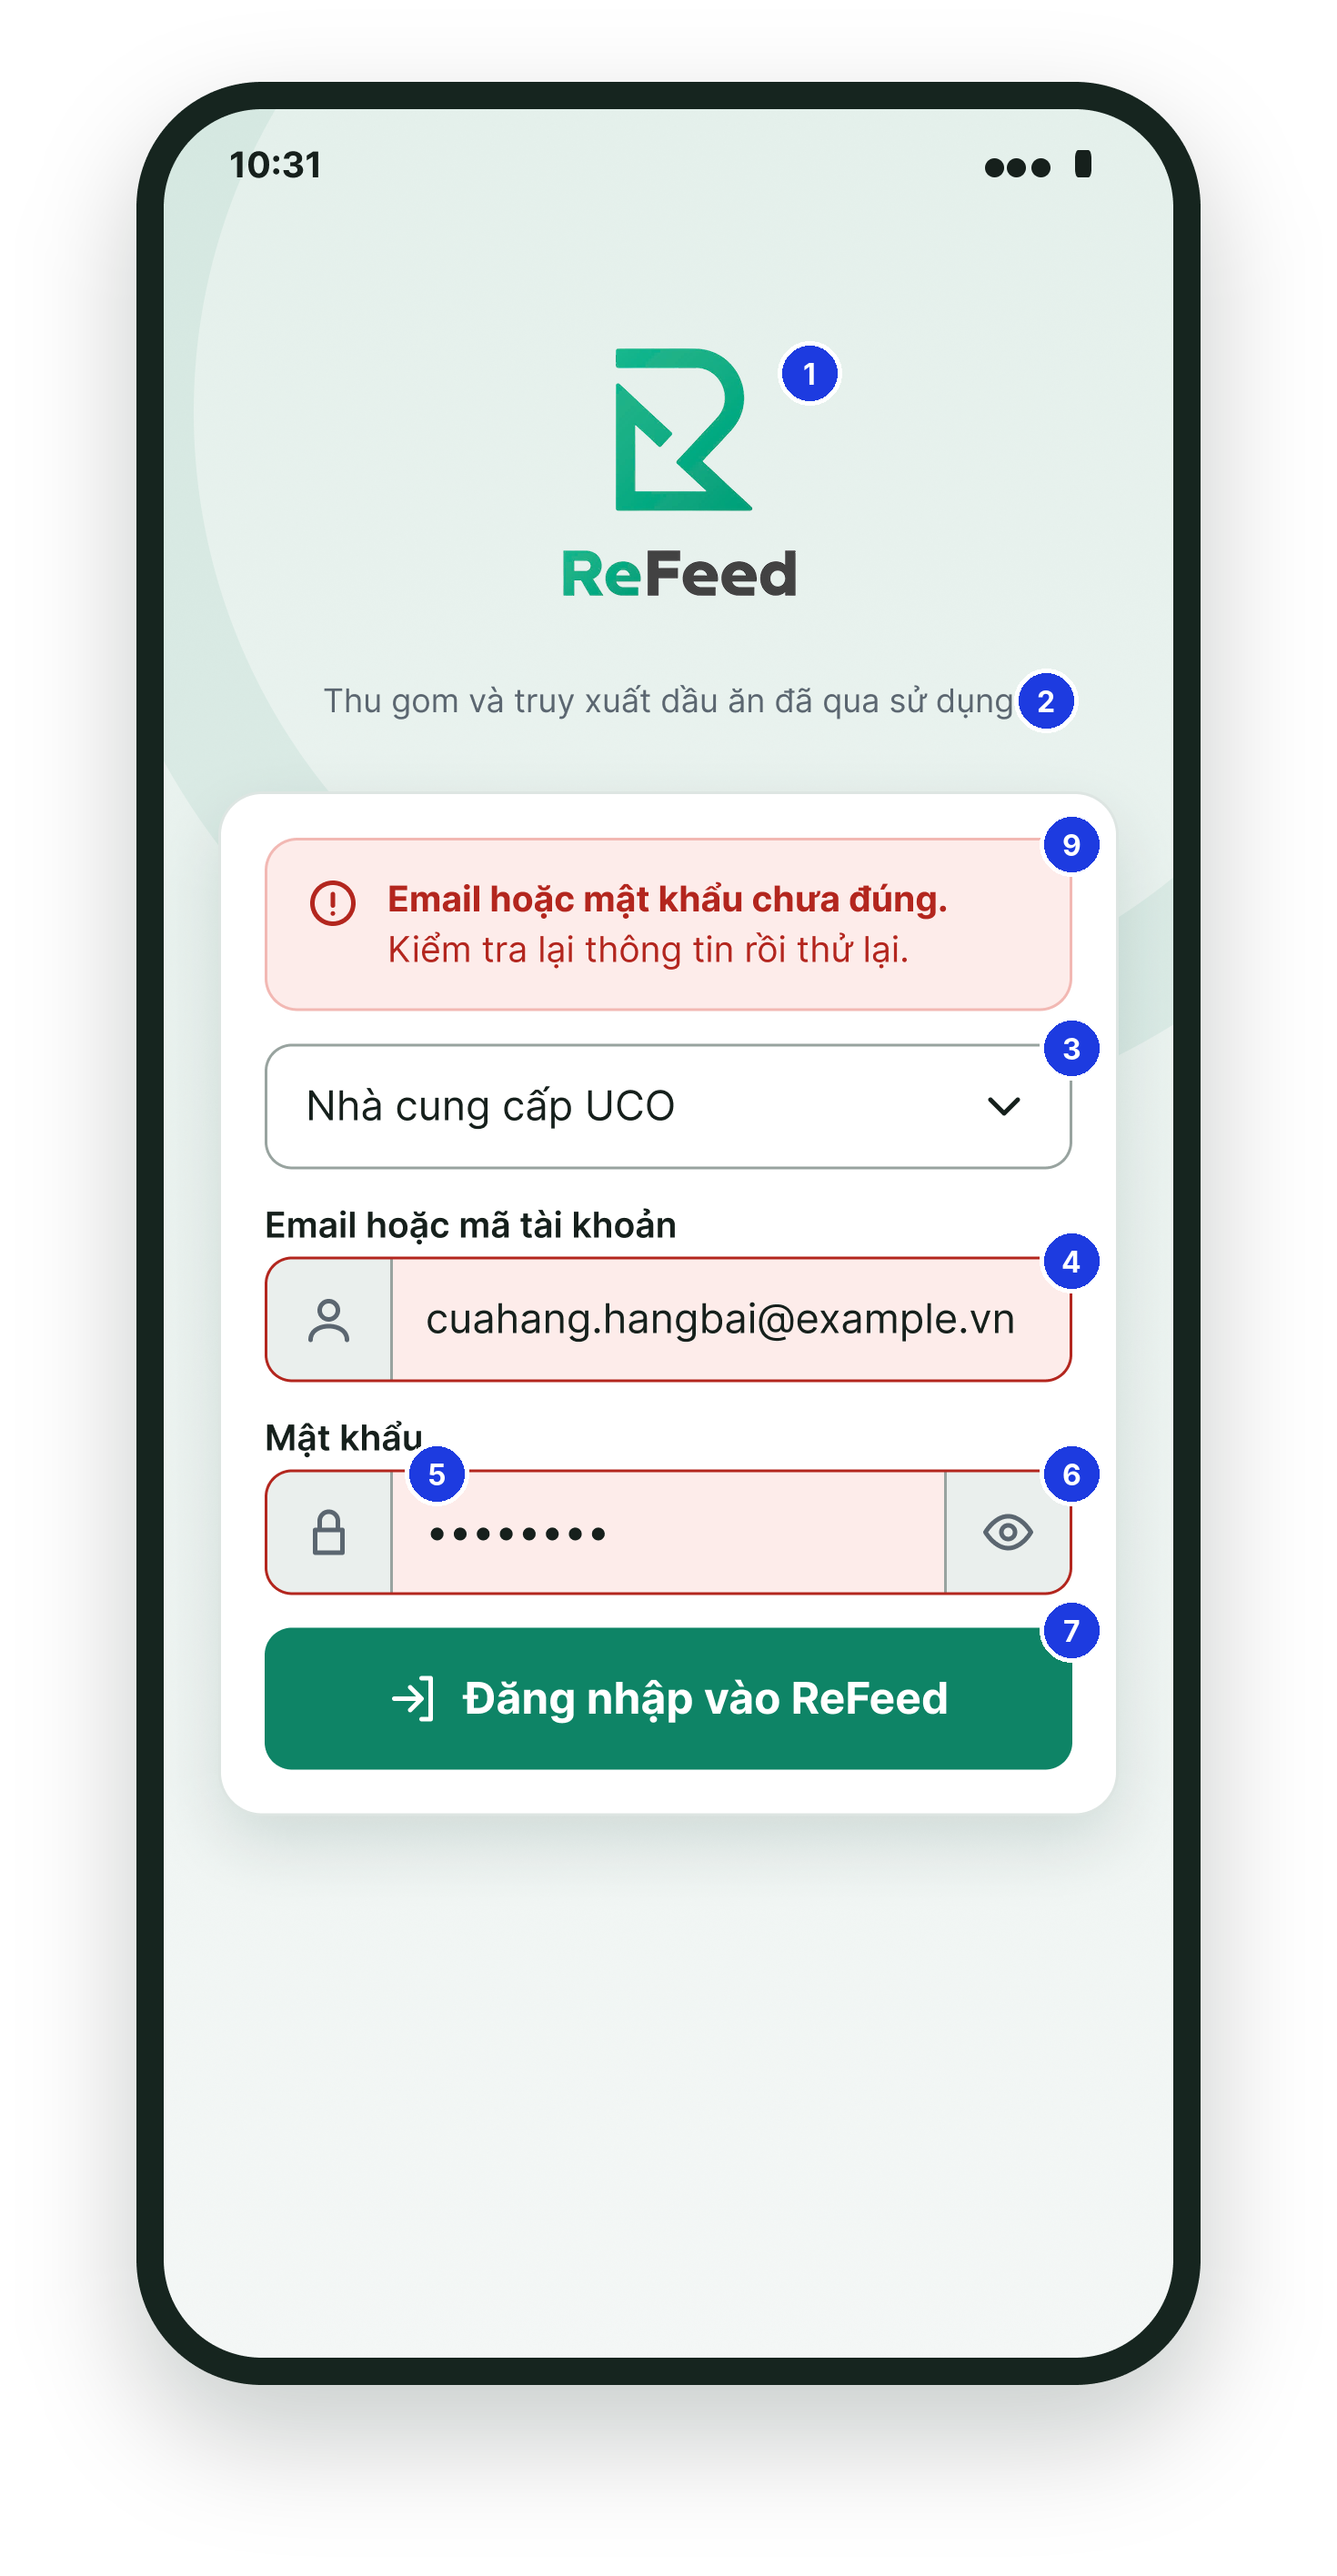 10:31
1
ReFeed
Thu gom và truy xuất dầu ăn đã qua sử dụng 2
9
Email hoặc mật khẩu chưa đúng.
Kiểm tra lại thông tin rồi thử lại.
3
Nhà cung cấp UCO
Email hoặc mã tài khoản
4
cuahang.hangbai@example.vn
Mật khẩu
5
6
••••••••
7
Đăng nhập vào ReFeed